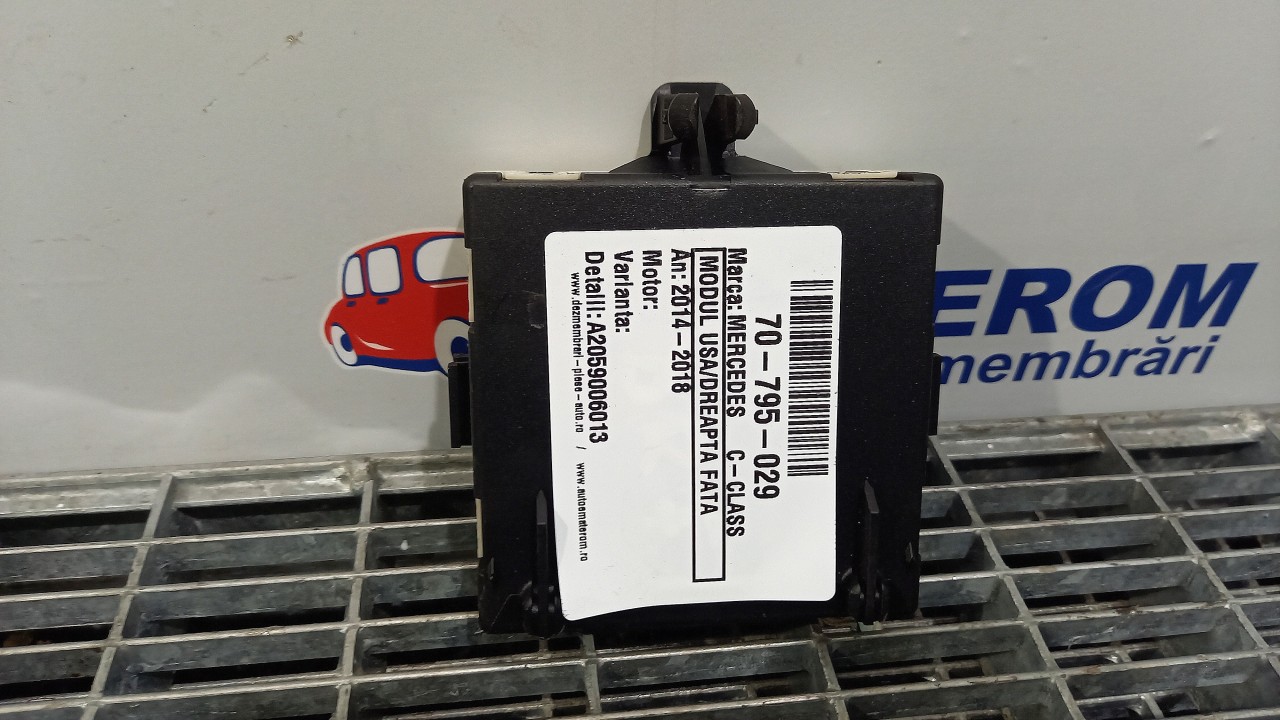 70-795-029
Marca: MERCEDES C-CLASS
MODUL USA/DREAPTA FATA
An: 2014-2018
Motor:
Varianta:
Detalii: A2059006013
www.dezmembrari-piese-auto.ro / www.autoematerom.ro
EROM
membrări